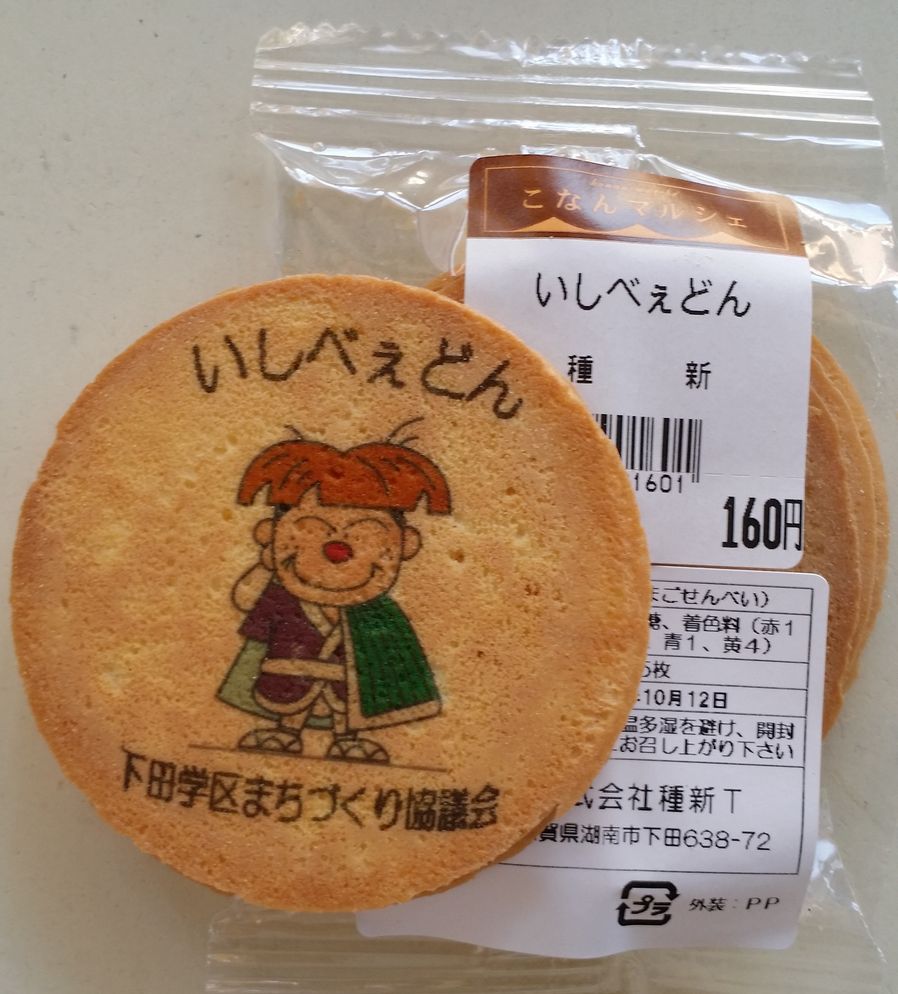 こなんマルシェ
いしべぇどん
種 新
1601
160円
いしべぇどん
下田学区まちづくり協議会
まごせんべい）
糖、着色料（赤1
青1、黄4）
枚
10月12日
温多湿を避け、開封
お召し上がり下さい
式会社種新T
賀県湖南市下田638-72
プラ
外装：PP